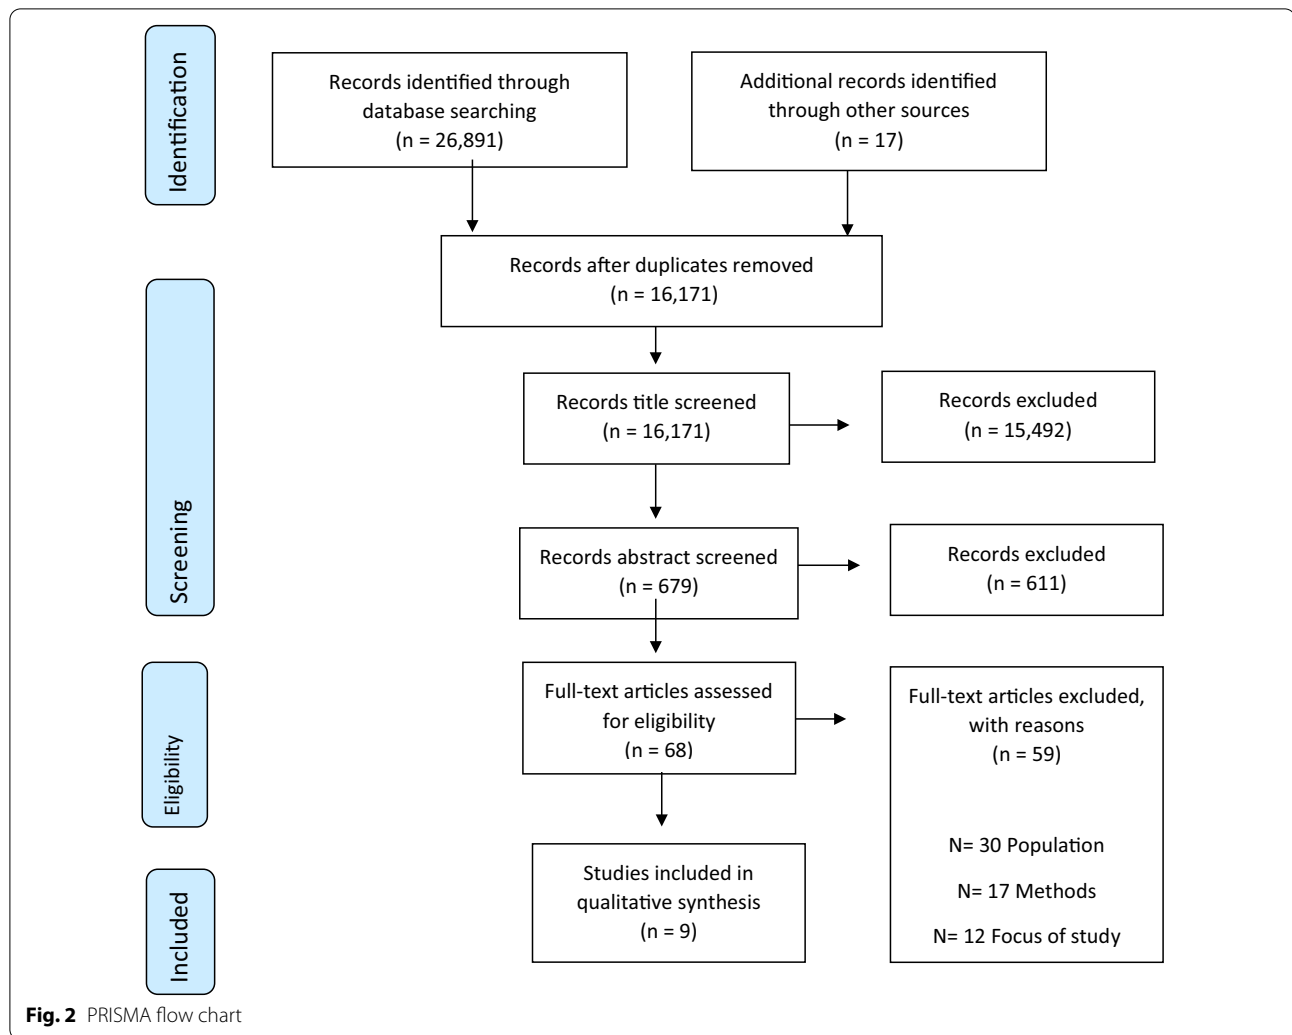 Identification
Records identified through
database searching
(n = 26,891)
Additional records identified
through other sources
(n = 17)
Records after duplicates removed
(n = 16,171)
Screening
Records title screened
(n = 16,171)
Records excluded
(n = 15,492)
Records abstract screened
(n = 679)
Records excluded
(n = 611)
Eligibility
Full-text articles assessed
for eligibility
(n = 68)
Full-text articles excluded,
with reasons
(n = 59)
N= 30 Population
N= 17 Methods
N= 12 Focus of study
Included
Studies included in
qualitative synthesis
(n = 9)
Fig. 2 PRISMA flow chart